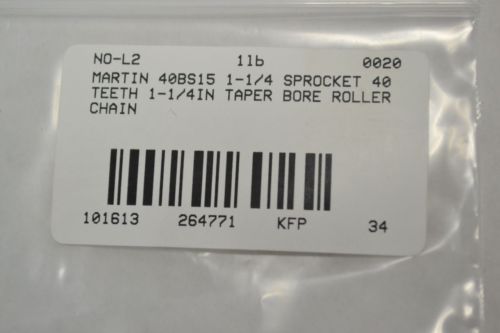 NO-L2 1lb 0020
MARTIN 40BS15 1-1/4 SPROCKET 40
TEETH 1-1/4IN TAPER BORE ROLLER
CHAIN
101613 264771 KFP 34